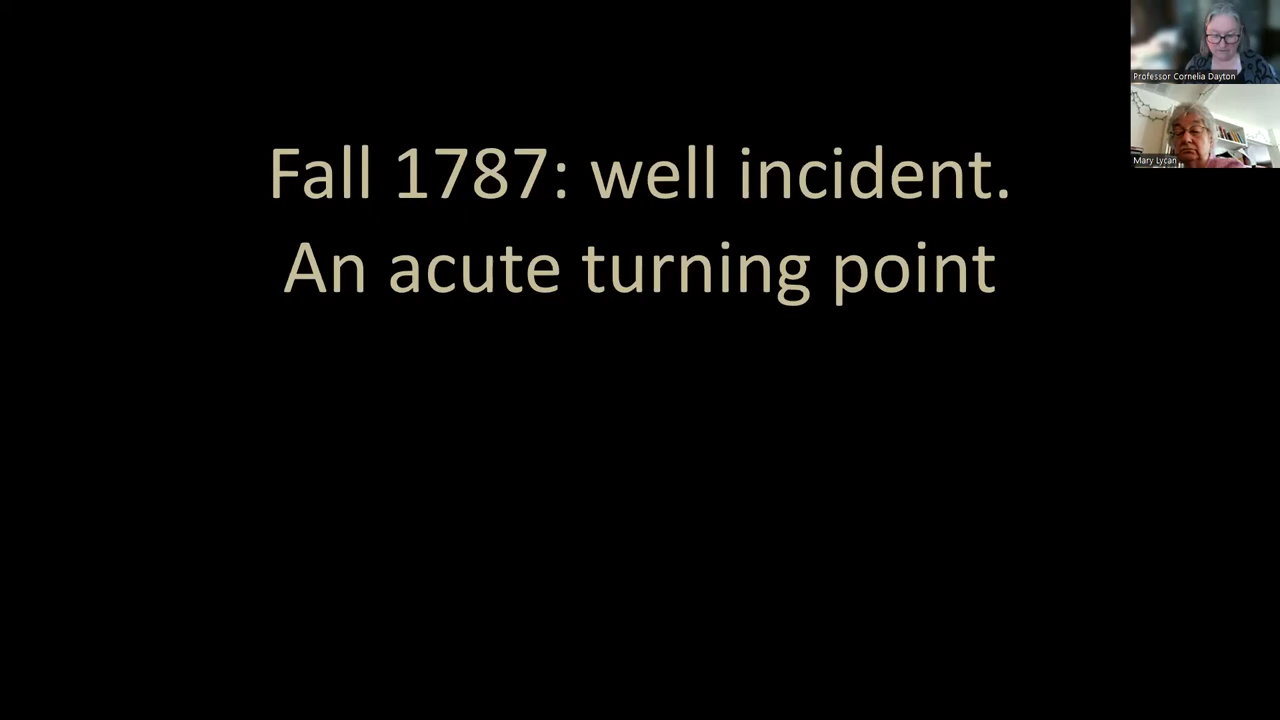 Fall 1787: well incident.
An acute turning point
Professor Cornelia Dayton
Mary Lycan